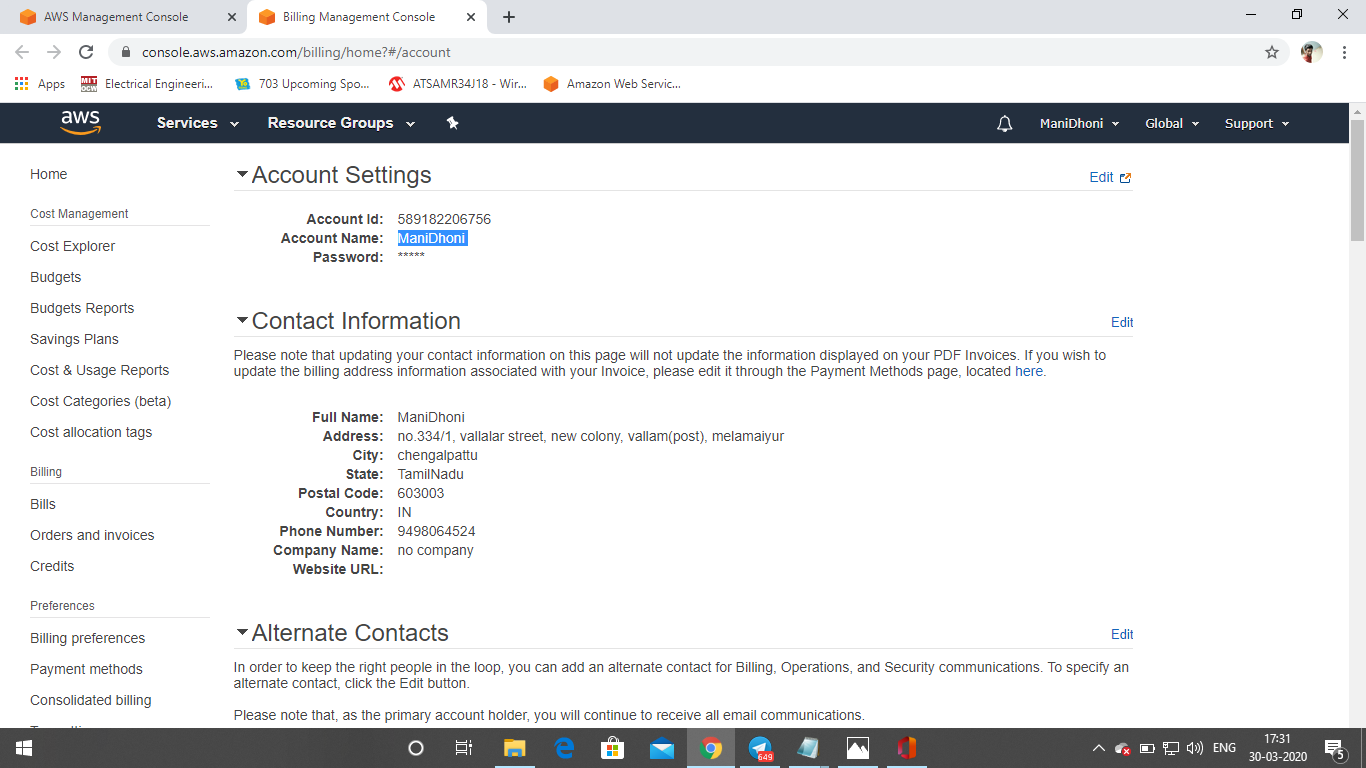 AWS Management Console
Billing Management Console
console.aws.amazon.com/billing/home?#/account
Apps
Electrical Engineeri...
703 Upcoming Spo...
ATSAMR34J18 - Wir...
Amazon Web Servic...
aws
Services
Resource Groups
ManiDhoni
Global
Support
Home
Cost Management
Cost Explorer
Budgets
Budgets Reports
Savings Plans
Cost & Usage Reports
Cost Categories (beta)
Cost allocation tags
Billing
Bills
Orders and invoices
Credits
Preferences
Billing preferences
Payment methods
Consolidated billing
Account Settings
Edit
Account Id: 589182206756
Account Name: ManiDhoni
Password: *****
Contact Information
Edit
Please note that updating your contact information on this page will not update the information displayed on your PDF Invoices. If you wish to
update the billing address information associated with your Invoice, please edit it through the Payment Methods page, located here.
Full Name: ManiDhoni
Address: no.334/1, vallalar street, new colony, vallam(post), melamaiyur
City: chengalpattu
State: TamilNadu
Postal Code: 603003
Country: IN
Phone Number: 9498064524
Company Name: no company
Website URL:
Alternate Contacts
Edit
In order to keep the right people in the loop, you can add an alternate contact for Billing, Operations, and Security communications. To specify an
alternate contact, click the Edit button.
Please note that, as the primary account holder, you will continue to receive all email communications.
649
ENG
17:31
30-03-2020
5